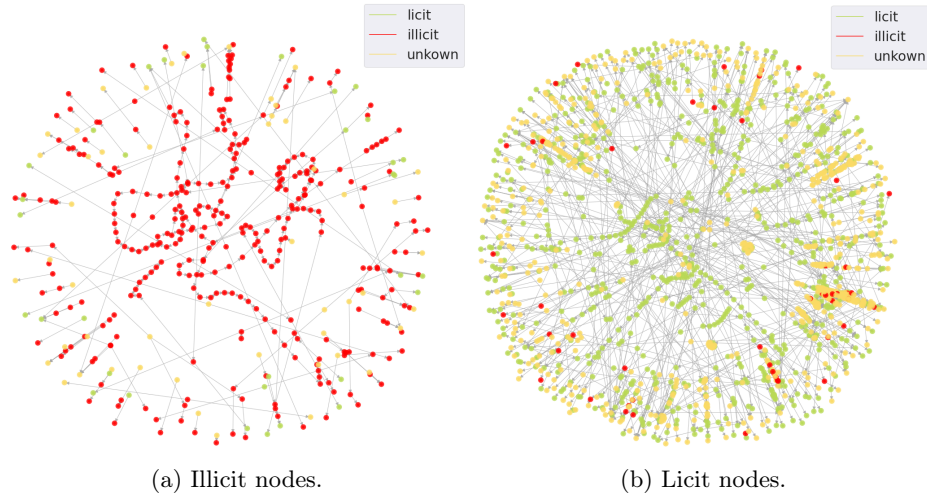 licit
illicit
unkown
licit
illicit
unkown
(a) Illicit nodes.
(b) Licit nodes.